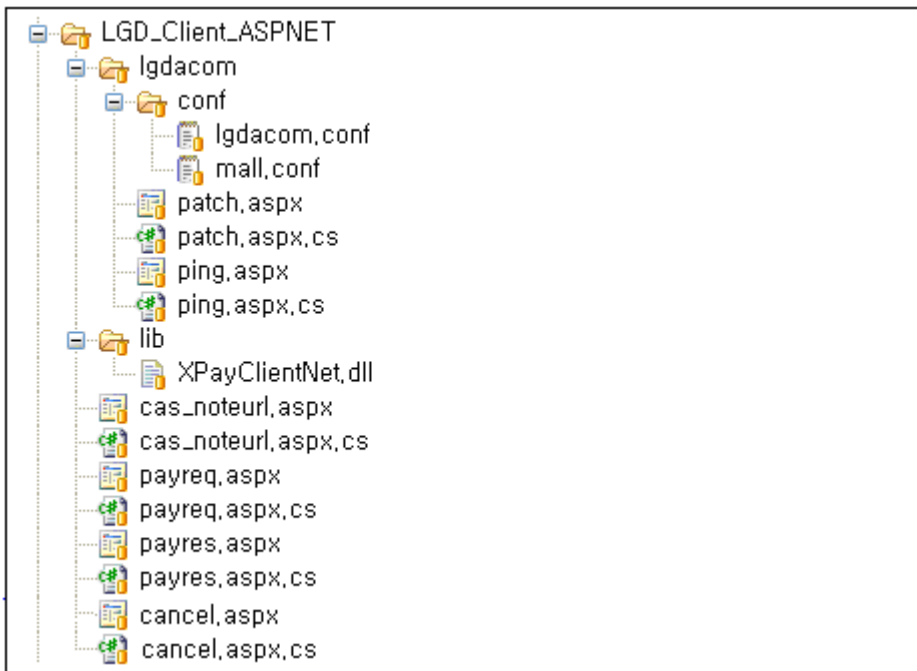 LGD_Client_ASPNET
lgdacom
conf
lgdacom.conf
mall.conf
patch.aspx
patch.aspx.cs
ping.aspx
ping.aspx.cs
lib
XPayClientNet.dll
cas_noteurl.aspx
cas_noteurl.aspx.cs
payreq.aspx
payreq.aspx.cs
payres.aspx
payres.aspx.cs
cancel.aspx
cancel.aspx.cs